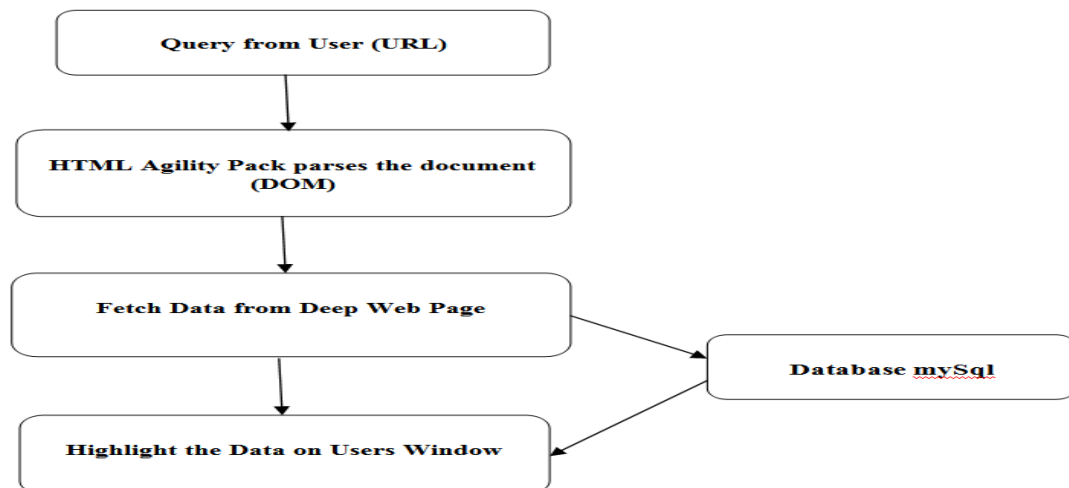 Query from User (URL)
HTML Agility Pack parses the document
(DOM)
Fetch Data from Deep Web Page
Database mySql
Highlight the Data on Users Window